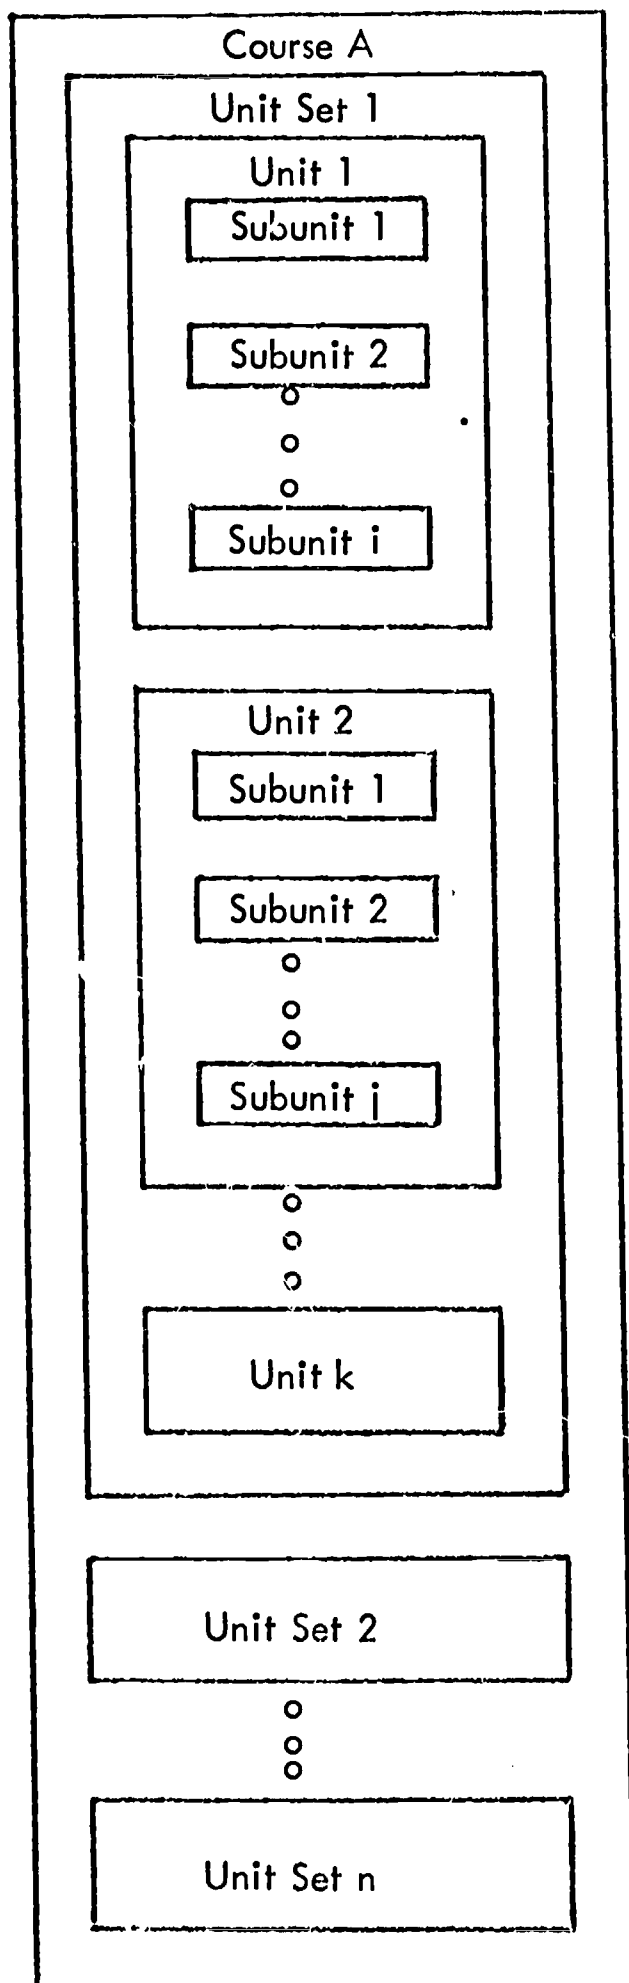 Course A
Unit Set 1
Unit 1
Subunit 1
Subunit 2
Subunit i
Unit 2
Subunit 1
Subunit 2
Subunit j
Unit k
Unit Set 2
Unit Set n